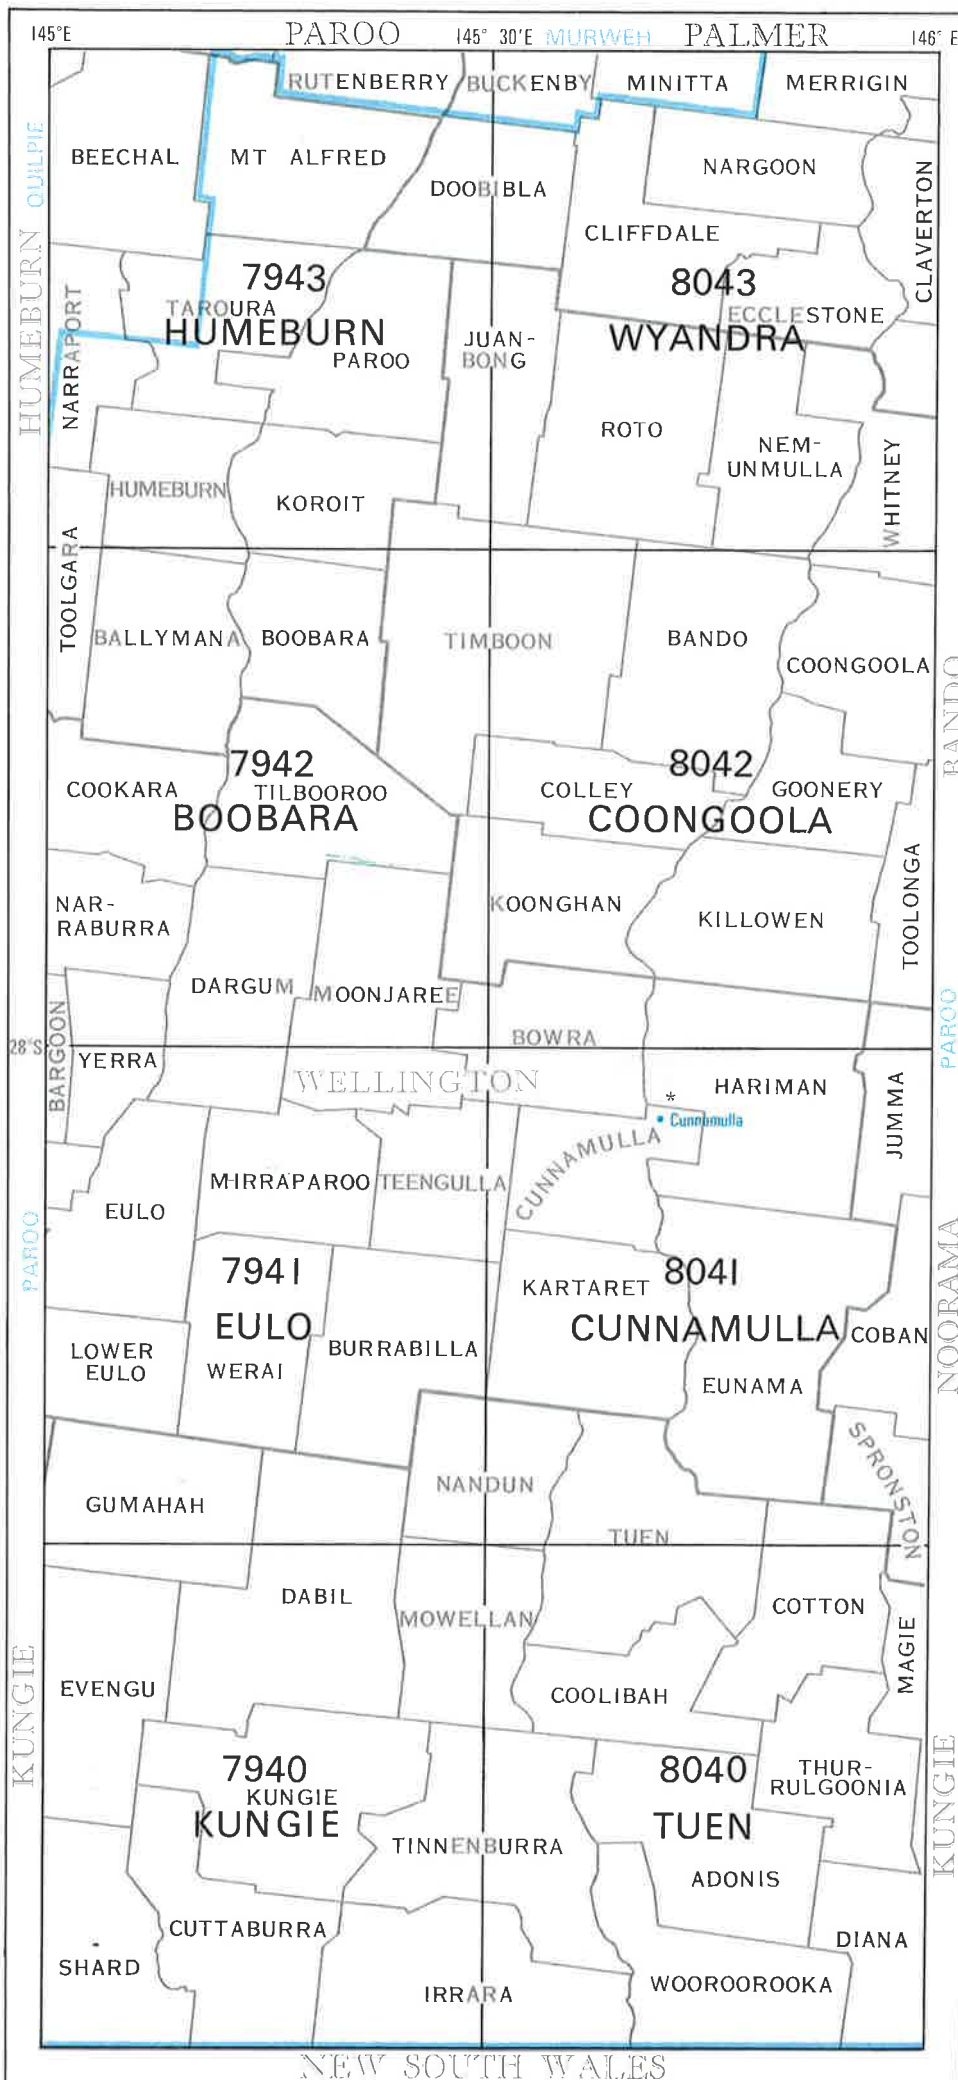 PAROO
PALMER
145°E
145° 30'E
MURWEH
146° E
RUTENBERRY
BUCKENBY
MINITTA
MERRIGIN
BEECHAL
MT ALFRED
DOOBIBLA
NARGOON
CLAVERTON
QUILPIE
CLIFFDALE
HUMEBURN
7943
HUMEBURN
8043
WYANDRA
TAROURA
ECCLESTONE
NARRAPORT
PAROO
JUAN-
BONG
ROTO
NEM-
UNMULLA
WHITNEY
HUMEBURN
KOROIT
TOOLGARA
BALLYMANA
BOOBARA
TIMBOON
BANDO
COONGOOLA
BANDO
7942
BOOBARA
8042
COONGOOLA
COOKARA
TILBOOROO
COLLEY
GOONERY
NAR-
RABURRA
KOONGHAN
KILLOWEN
TOOLONGA
DARGUM
MOONJAREE
BOWRA
PAROO
28°S
BARGOON
YERRA
WELLINGTON
HARIMAN
JUMMA
*
Cunnamulla
CUNNAMULLA
MIRRAPAROO
TEENGULLA
EULO
PAROO
NOORAMA
7941
EULO
8041
CUNNAMULLA
KARTARET
COBAN
LOWER
EULO
WERAI
BURRABILLA
EUNAMA
SPRONSTON
NANDUN
GUMAHAH
TUEN
DABIL
MOWELLAN
COTTON
MAGIE
KUNGIE
EVENGU
COOLIBAH
7940
KUNGIE
KUNGIE
8040
TUEN
THUR-
RULGOONIA
KUNGIE
TINNENBURRA
ADONIS
CUTTABURRA
DIANA
SHARD
IRRARA
WOOROOROOKA
NEW SOUTH WALES